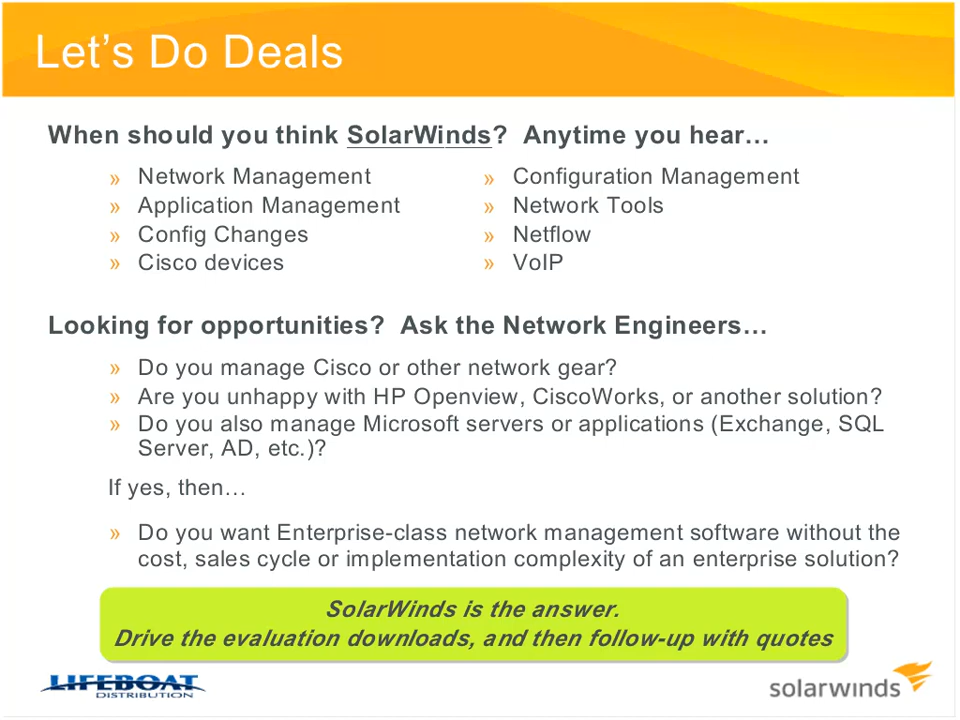 Let’s Do Deals
When should you think SolarWinds?  Anytime you hear…
» Network Management
» Application Management
» Config Changes
» Cisco devices
» Configuration Management
» Network Tools
» Netflow
» VoIP
Looking for opportunities?  Ask the Network Engineers…
» Do you manage Cisco or other network gear?
» Are you unhappy with HP Openview, CiscoWorks, or another solution?
» Do you also manage Microsoft servers or applications (Exchange, SQL
Server, AD, etc.)?
If yes, then…
» Do you want Enterprise-class network management software without the
cost, sales cycle or implementation complexity of an enterprise solution?
SolarWinds is the answer.
Drive the evaluation downloads, and then follow-up with quotes
LIFEBOAT
DISTRIBUTION
solarwinds